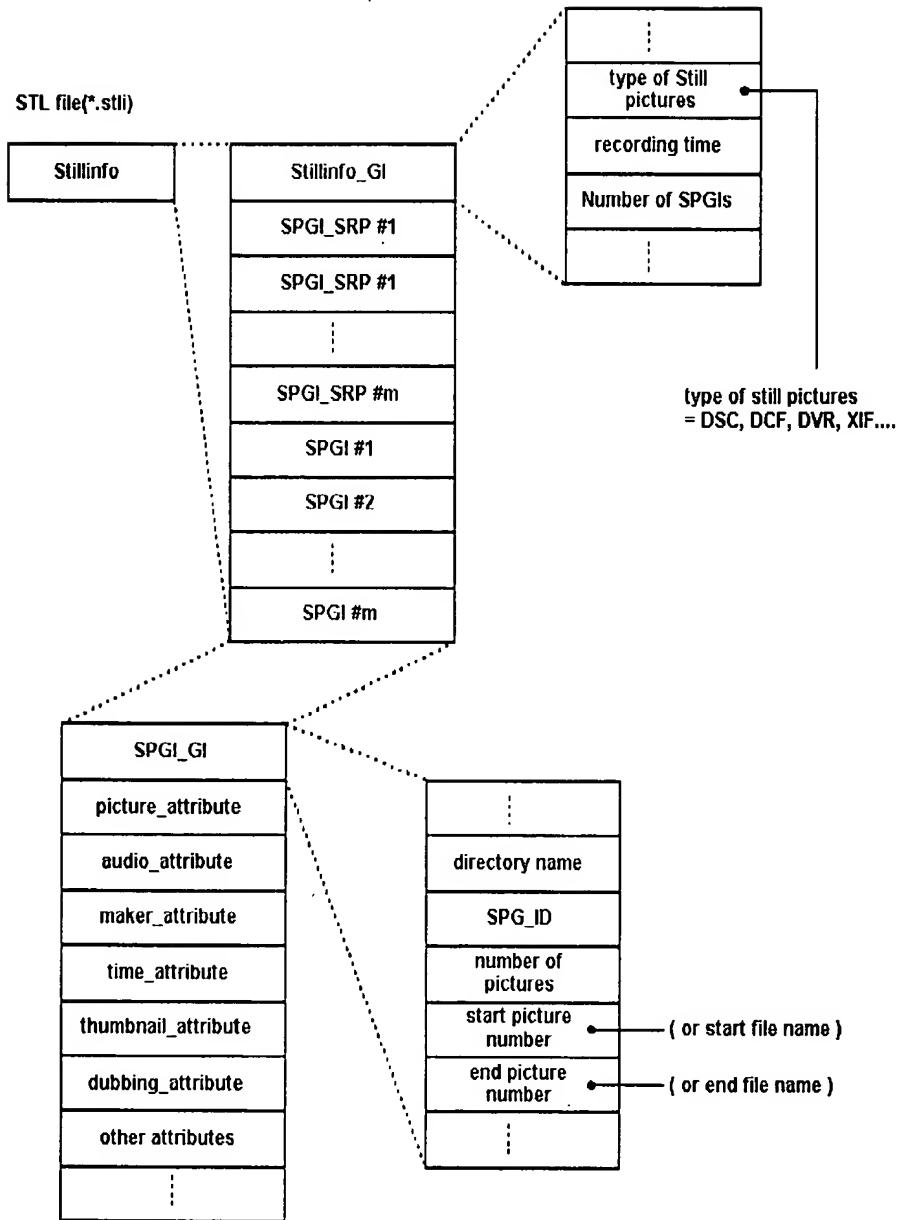 STL file(*.stli)
Stillinfo
Stillinfo_GI
SPGI_SRP #1
SPGI_SRP #1
SPGI_SRP #m
SPGI #1
SPGI #2
SPGI #m
type of Still
pictures
recording time
Number of SPGIs
type of still pictures
= DSC, DCF, DVR, XIF....
SPGI_GI
picture_attribute
audio_attribute
maker_attribute
time_attribute
thumbnail_attribute
dubbing_attribute
other attributes
directory name
SPG_ID
number of
pictures
start picture
number
( or start file name )
end picture
number
( or end file name )